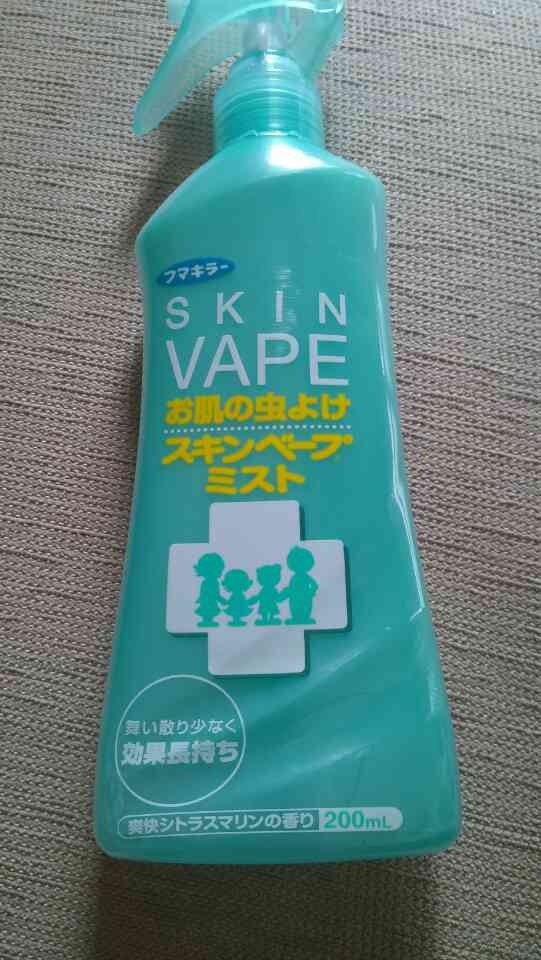 フマキラー
SKIN
VAPE
お肌の虫よけ
スキンベープ
ミスト
舞い散り少なく
効果長持ち
爽快シトラスマリンの香り 200mL